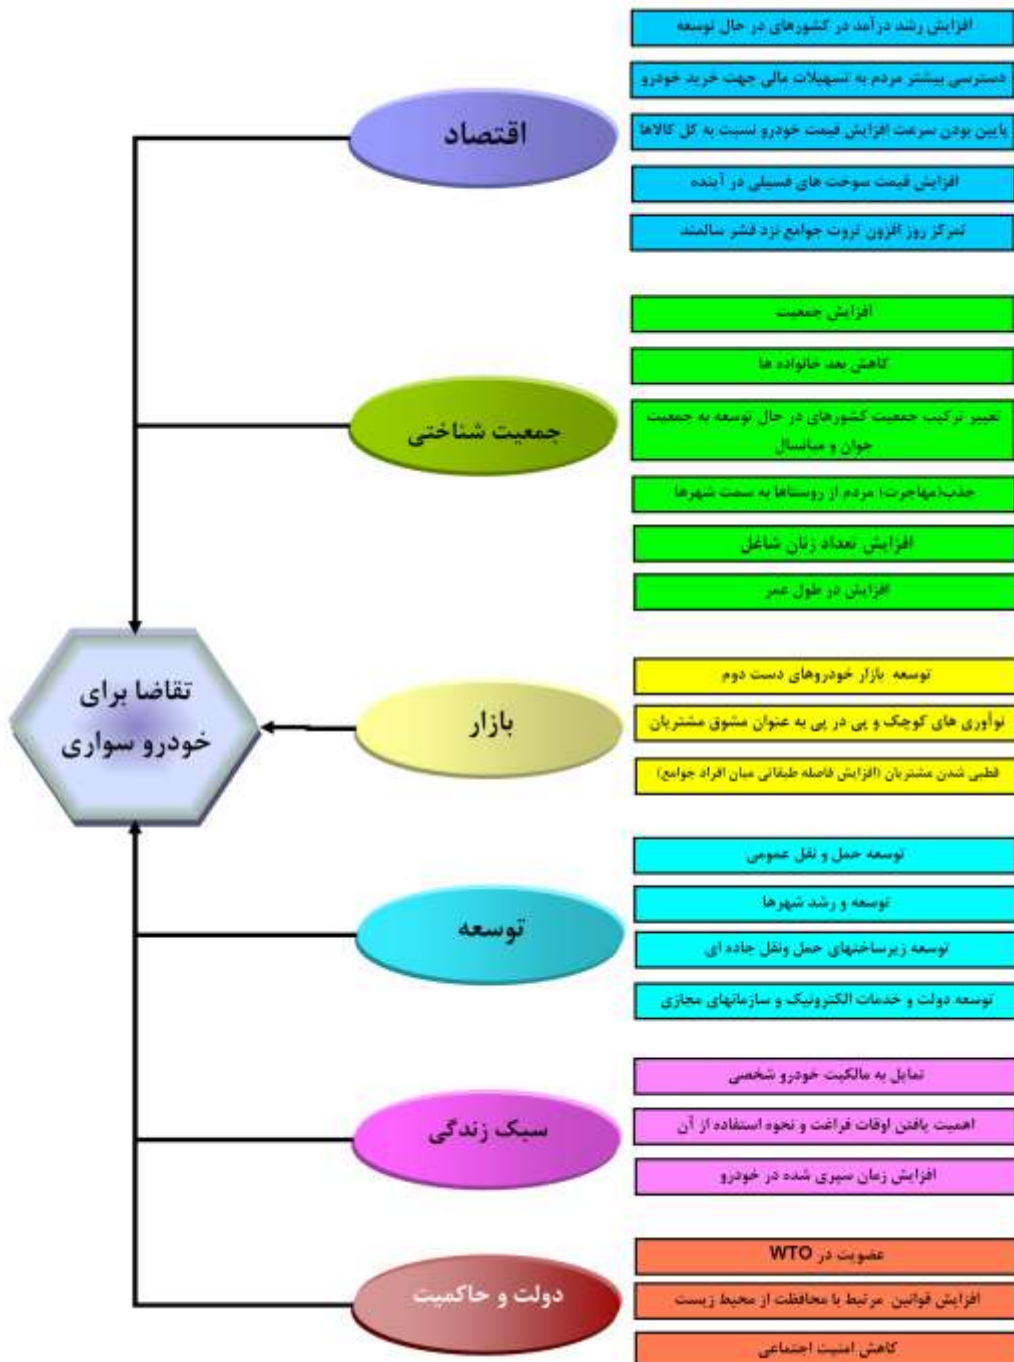 افزایش رشد درآمد در کشورهای در حال توسعه
دسترسی بیشتر مردم به تسهیلات مالی جهت خرید خودرو
اقتصاد
پایین بودن سرعت افزایش قیمت خودرو نسبت به کل کالاها
افزایش قیمت سوخت های فسیلی در آینده
تمرکز روز افزون ثروت جوامع نزد قشر سالمند
افزایش جمعیت
کاهش بعد خانواده ها
جمعیت شناختی
تغییر ترکیب جمعیت کشورهای در حال توسعه به جمعیت
جوان و میانسال
جذب(مهاجرت) مردم از روستاها به سمت شهرها
افزایش تعداد زنان شاغل
افزایش در طول عمر
تقاضا برای
خودرو سواری
بازار
توسعه بازار خودروهای دست دوم
نوآوری های کوچک و پی در پی به عنوان مشوق مشتریان
قطبی شدن مشتریان (افزایش فاصله طبقاتی میان افراد جوامع)
توسعه
توسعه حمل و نقل عمومی
توسعه و رشد شهرها
توسعه زیرساختهای حمل ونقل جاده ای
توسعه دولت و خدمات الکترونیک و سازمانهای مجازی
سبک زندگی
تمایل به مالکیت خودرو شخصی
اهمیت یافتن اوقات فراغت و نحوه استفاده از آن
افزایش زمان سپری شده در خودرو
دولت و حاکمیت
عضویت در WTO
افزایش قوانین مرتبط با محافظت از محیط زیست
کاهش امنیت اجتماعی